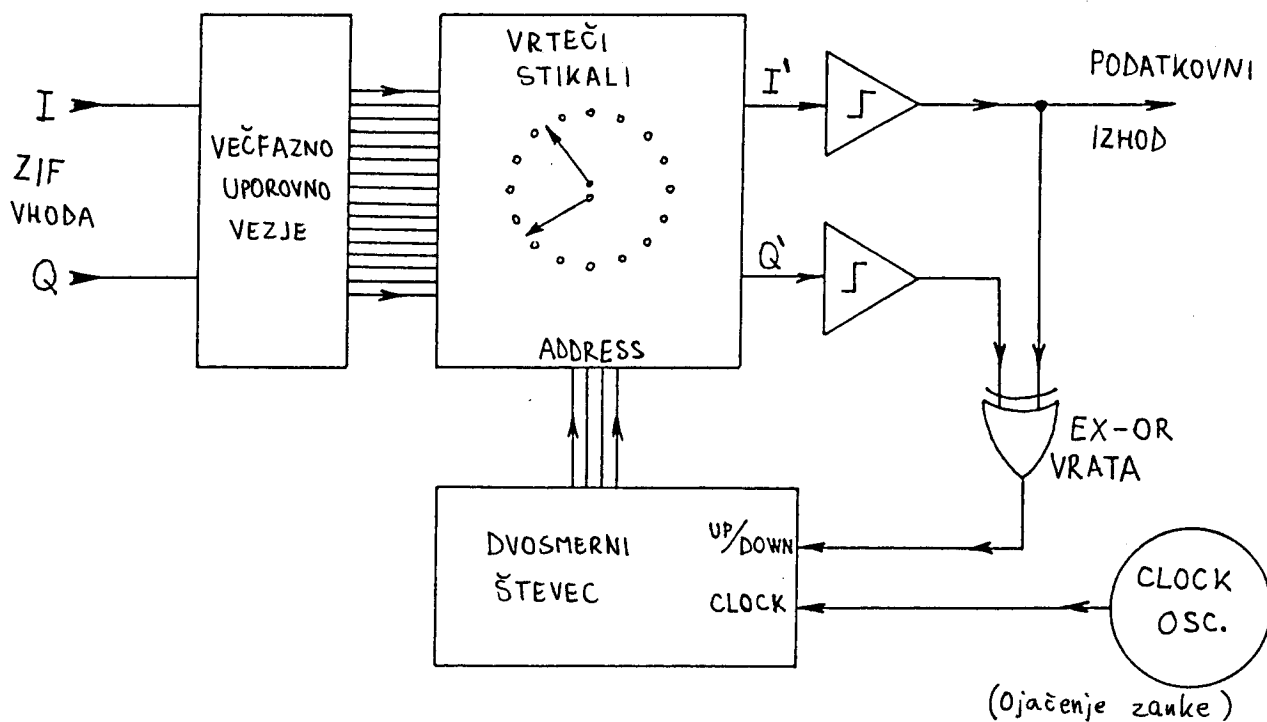 I
ZIF
VHODA
Q
VEČFAZNO
UPOROVNO
VEZJE
VRTEČI
STIKALI
ADDRESS
I'
Q'
PODATKOVNI
IZHOD
EX-OR
VRATA
DVOSMERNI
ŠTEVEC
UP/DOWN
CLOCK
CLOCK
OSC.
(Ojačenje zanke)